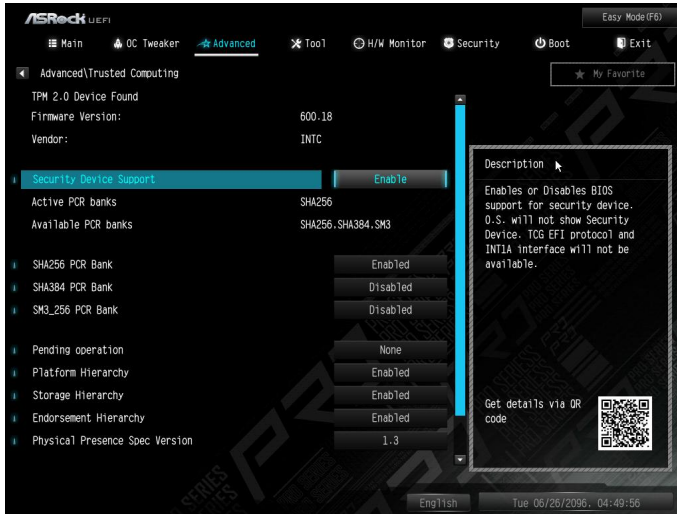 ASRock UEFI
Easy Mode(F6)
Main OC Tweaker Advanced Tool H/W Monitor Security Boot Exit
Advanced\Trusted Computing
My Favorite
TPM 2.0 Device Found
Firmware Version: 600.18
Vendor: INTC
Security Device Support Enable
Active PCR banks SHA256
Available PCR banks SHA256.SHA384.SM3
SHA256 PCR Bank Enabled
SHA384 PCR Bank Disabled
SM3_256 PCR Bank Disabled
Pending operation None
Platform Hierarchy Enabled
Storage Hierarchy Enabled
Endorsement Hierarchy Enabled
Physical Presence Spec Version 1.3
Description
Enables or Disables BIOS
support for security device.
O.S. will not show Security
Device. TCG EFI protocol and
INT1A interface will not be
available.
Get details via QR
code
English
Tue 06/26/2096. 04:49:56